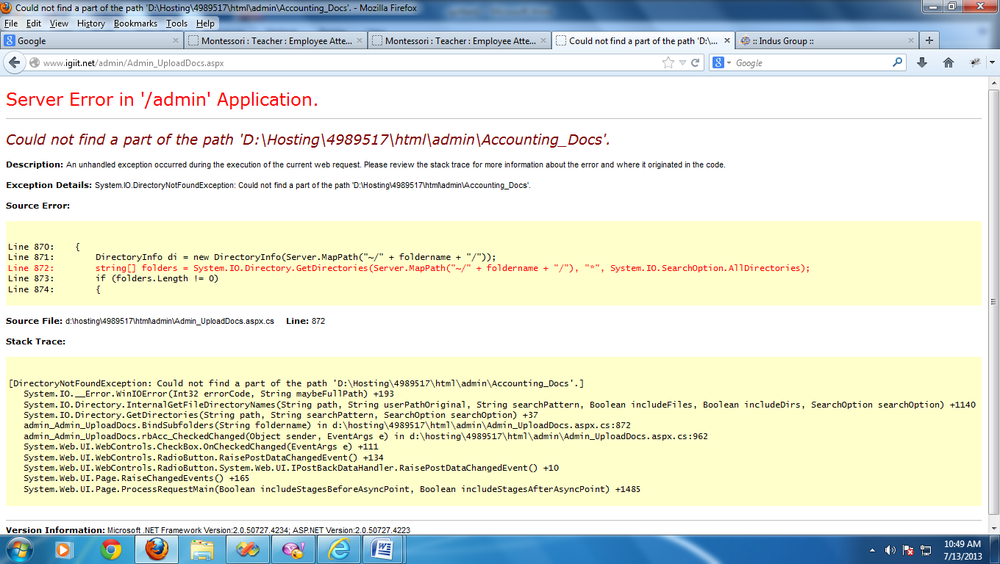 Could not find a part of the path 'D:\Hosting\4989517\html\admin\Accounting_Docs'. - Mozilla Firefox
File Edit View History Bookmarks Tools Help
Google
Montessori : Teacher : Employee Atte...
Montessori : Teacher : Employee Atte...
Could not find a part of the path 'D:\...
:: Indus Group ::
www.igiit.net/admin/Admin_UploadDocs.aspx
Google
Server Error in '/admin' Application.
Could not find a part of the path 'D:\Hosting\4989517\html\admin\Accounting_Docs'.
Description: An unhandled exception occurred during the execution of the current web request. Please review the stack trace for more information about the error and where it originated in the code.
Exception Details: System.IO.DirectoryNotFoundException: Could not find a part of the path 'D:\Hosting\4989517\html\admin\Accounting_Docs'.
Source Error:
Line 870:    {
Line 871:        DirectoryInfo di = new DirectoryInfo(Server.MapPath("~/" + foldername + "/"));
Line 872:        string[] folders = System.IO.Directory.GetDirectories(Server.MapPath("~/" + foldername + "/"), "*", System.IO.SearchOption.AllDirectories);
Line 873:        if (folders.Length != 0)
Line 874:        {
Source File: d:\hosting\4989517\html\admin\Admin_UploadDocs.aspx.cs    Line: 872
Stack Trace:
[DirectoryNotFoundException: Could not find a part of the path 'D:\Hosting\4989517\html\admin\Accounting_Docs'.]
System.IO.__Error.WinIOError(Int32 errorCode, String maybeFullPath) +193
System.IO.Directory.InternalGetFileDirectoryNames(String path, String userPathOriginal, String searchPattern, Boolean includeFiles, Boolean includeDirs, SearchOption searchOption) +1140
System.IO.Directory.GetDirectories(String path, String searchPattern, SearchOption searchOption) +37
admin_Admin_UploadDocs.BindSubfolders(String foldername) in d:\hosting\4989517\html\admin\Admin_UploadDocs.aspx.cs:872
admin_Admin_UploadDocs.rbAcc_CheckedChanged(Object sender, EventArgs e) in d:\hosting\4989517\html\admin\Admin_UploadDocs.aspx.cs:962
System.Web.UI.WebControls.CheckBox.OnCheckedChanged(EventArgs e) +111
System.Web.UI.WebControls.RadioButton.RaisePostDataChangedEvent() +134
System.Web.UI.WebControls.RadioButton.System.Web.UI.IPostBackDataHandler.RaisePostDataChangedEvent() +10
System.Web.UI.Page.RaiseChangedEvents() +165
System.Web.UI.Page.ProcessRequestMain(Boolean includeStagesBeforeAsyncPoint, Boolean includeStagesAfterAsyncPoint) +1485
Version Information: Microsoft .NET Framework Version:2.0.50727.4234; ASP.NET Version:2.0.50727.4223
10:49 AM
7/13/2013